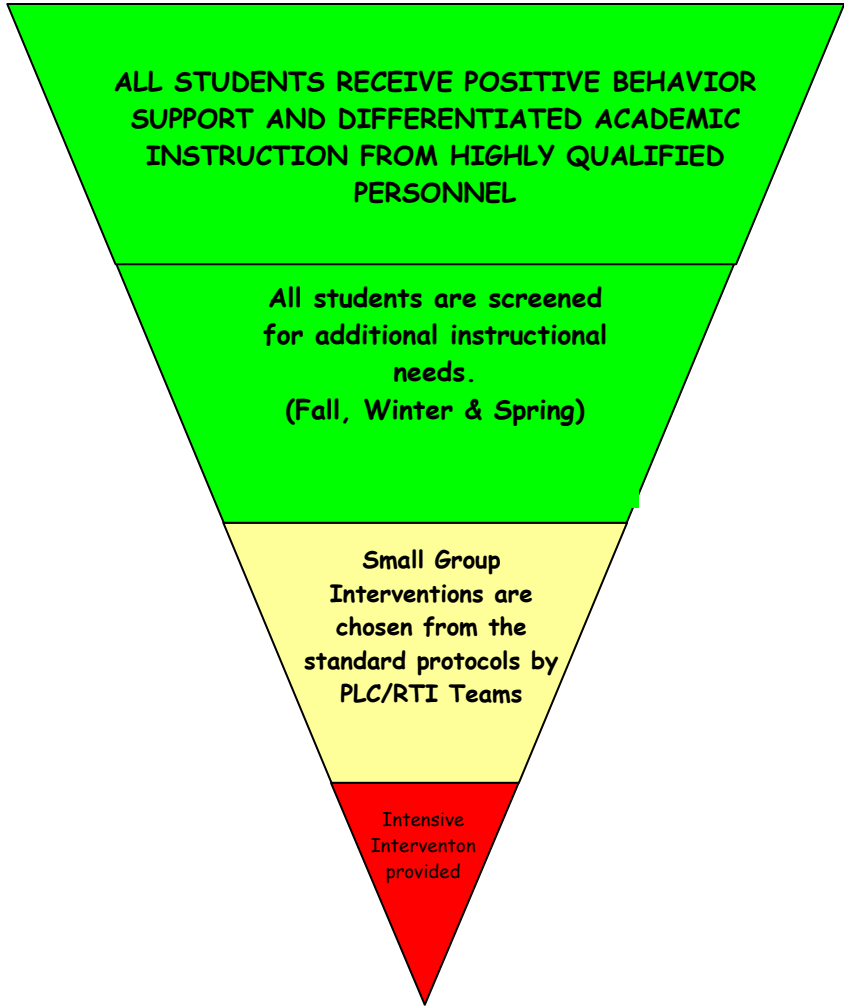 ALL STUDENTS RECEIVE POSITIVE BEHAVIOR
SUPPORT AND DIFFERENTIATED ACADEMIC
INSTRUCTION FROM HIGHLY QUALIFIED
PERSONNEL
All students are screened
for additional instructional
needs.
(Fall, Winter & Spring)
Small Group
Interventions are
chosen from the
standard protocols by
PLC/RTI Teams
Intensive
Interventon
provided